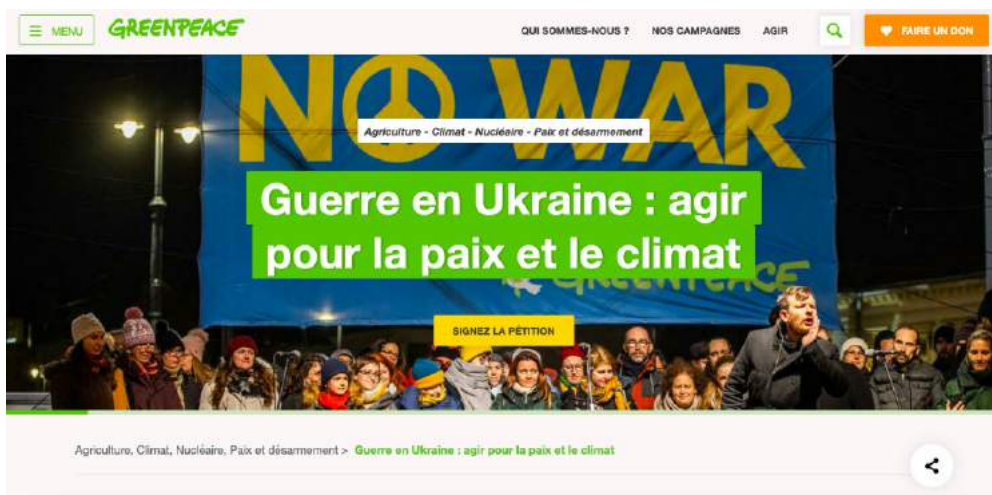 MENU
GREENPEACE
QUI SOMMES-NOUS ?
NOS CAMPAGNES
AGIR
FAIRE UN DON
NO WAR
Agriculture - Climat - Nucléaire - Paix et désarmement
Guerre en Ukraine : agir
pour la paix et le climat
GREENPEACE
SIGNEZ LA PÉTITION
Agriculture, Climat, Nucléaire, Paix et désarmement > Guerre en Ukraine : agir pour la paix et le climat